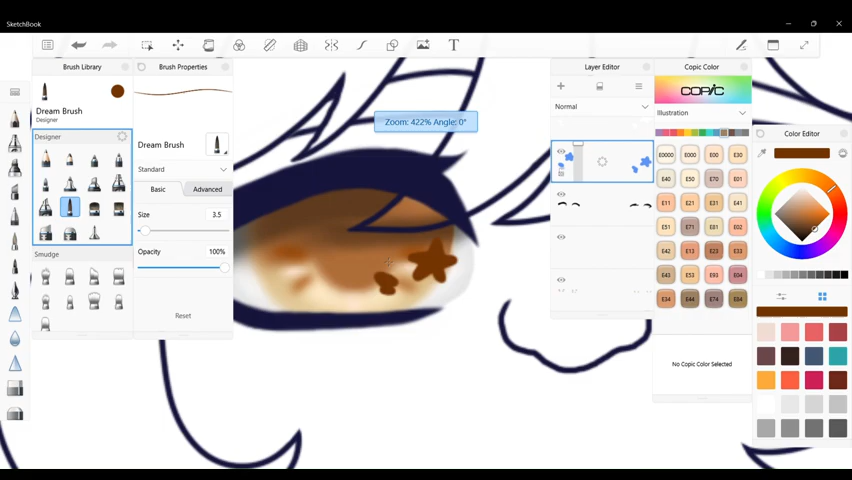 SketchBook
T
Brush Library
Brush Properties
Layer Editor
Copic Color
Dream Brush
Designer
Designer
Smudge
Dream Brush
Standard
Basic
Advanced
Size
3.5
Opacity
100%
Reset
Zoom: 422% Angle: 0°
Normal
COPIC
Illustration
E0000 E000 E00 E30
E40 E50 E70 E01
E11 E21 E31 E41
E51 E71 E81 E02
E42 E13 E23 E33
E43 E53 E93 E04
E34 E44 E74 E84
No Copic Color Selected
Color Editor